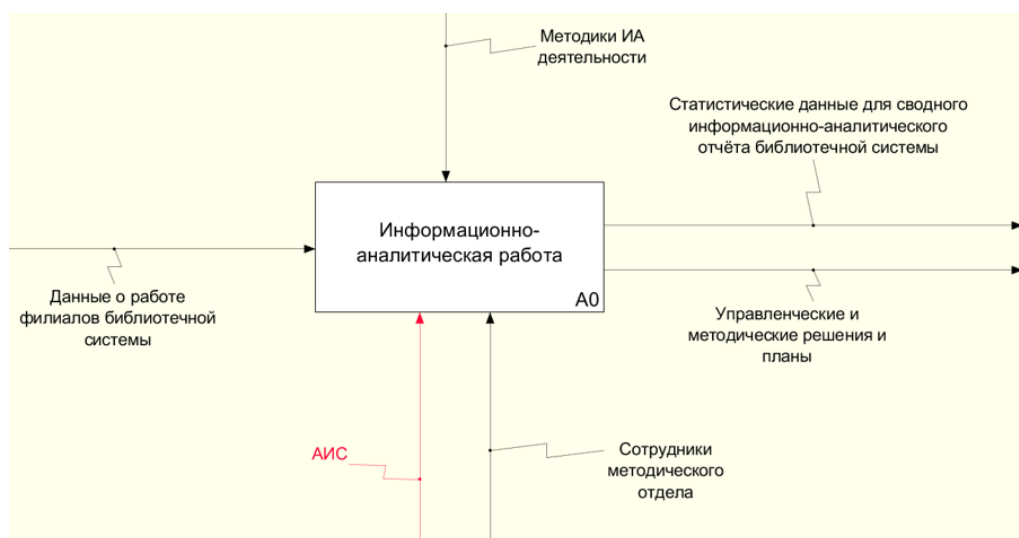 Методики ИА
деятельности
Статистические данные для сводного
информационно-аналитического
отчёта библиотечной системы
Информационно-
аналитическая работа
A0
Данные о работе
филиалов библиотечной
системы
Управленческие и
методические решения и
планы
АИС
Сотрудники
методического
отдела